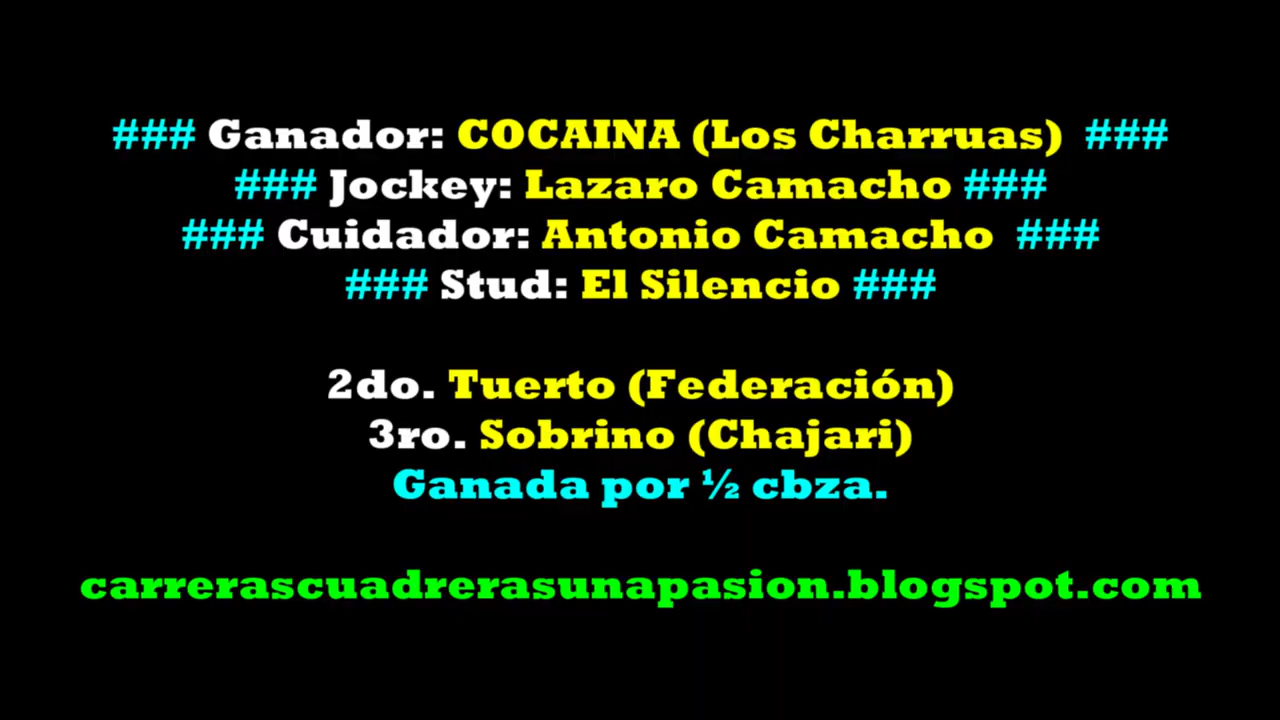 ### Ganador: COCAINA (Los Charruas) ###
### Jockey: Lazaro Camacho ###
### Cuidador: Antonio Camacho ###
### Stud: El Silencio ###
2do. Tuerto (Federación)
3ro. Sobrino (Chajari)
Ganada por ½ cbza.
carrerascuadrerasunapasion.blogspot.com